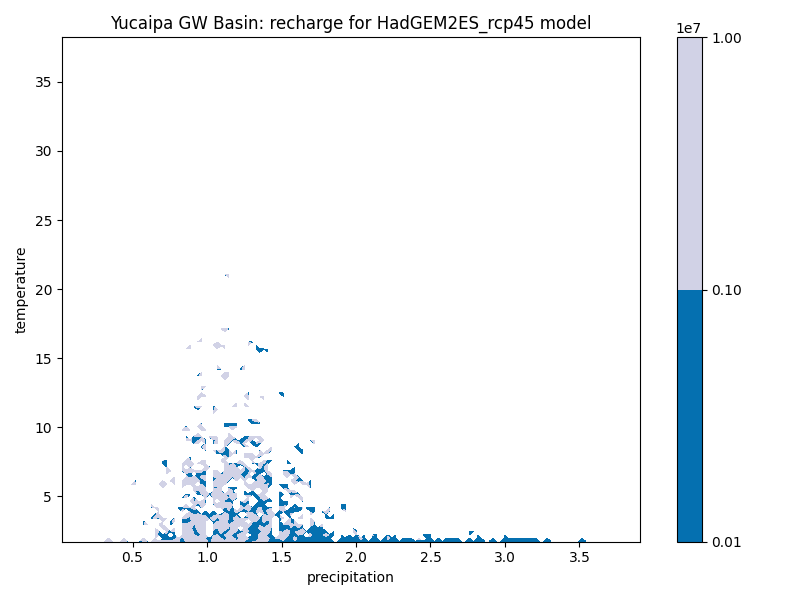 Yucaipa GW Basin: recharge for HadGEM2ES_rcp45 model
1e7
1.00
0.10
0.01
temperature
35
30
25
20
15
10
5
0.5 1.0 1.5 2.0 2.5 3.0 3.5
precipitation